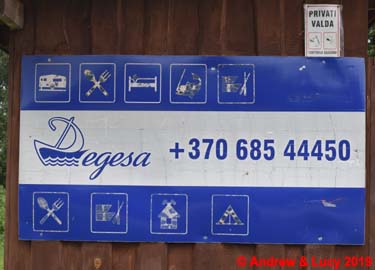 PRIVATI
VALDA
Degesa
+370 685 44450
© Andrew & Lucy 2019